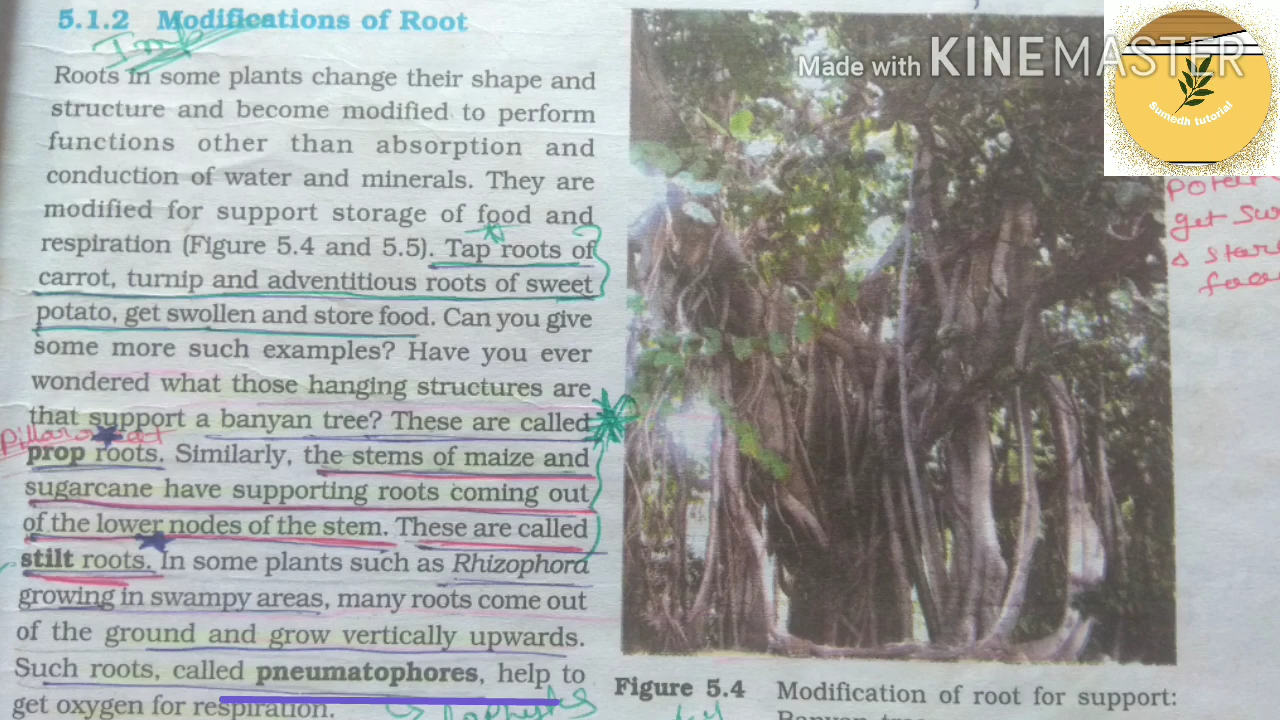 5.1.2 Modifications of Root
Imp
Roots in some plants change their shape and
structure and become modified to perform
functions other than absorption and
conduction of water and minerals. They are
modified for support storage of food and
respiration (Figure 5.4 and 5.5). Tap roots of
carrot, turnip and adventitious roots of sweet
potato, get swollen and store food. Can you give
some more such examples? Have you ever
wondered what those hanging structures are
that support a banyan tree? These are called
prop roots. Similarly, the stems of maize and
sugarcane have supporting roots coming out
of the lower nodes of the stem. These are called
stilt roots. In some plants such as Rhizophora
growing in swampy areas, many roots come out
of the ground and grow vertically upwards.
Such roots, called pneumatophores, help to
get oxygen for respiration.
Made with KINEMASTER
Sumedh tutorial
get
Figure 5.4 Modification of root for support:
Banyan tree